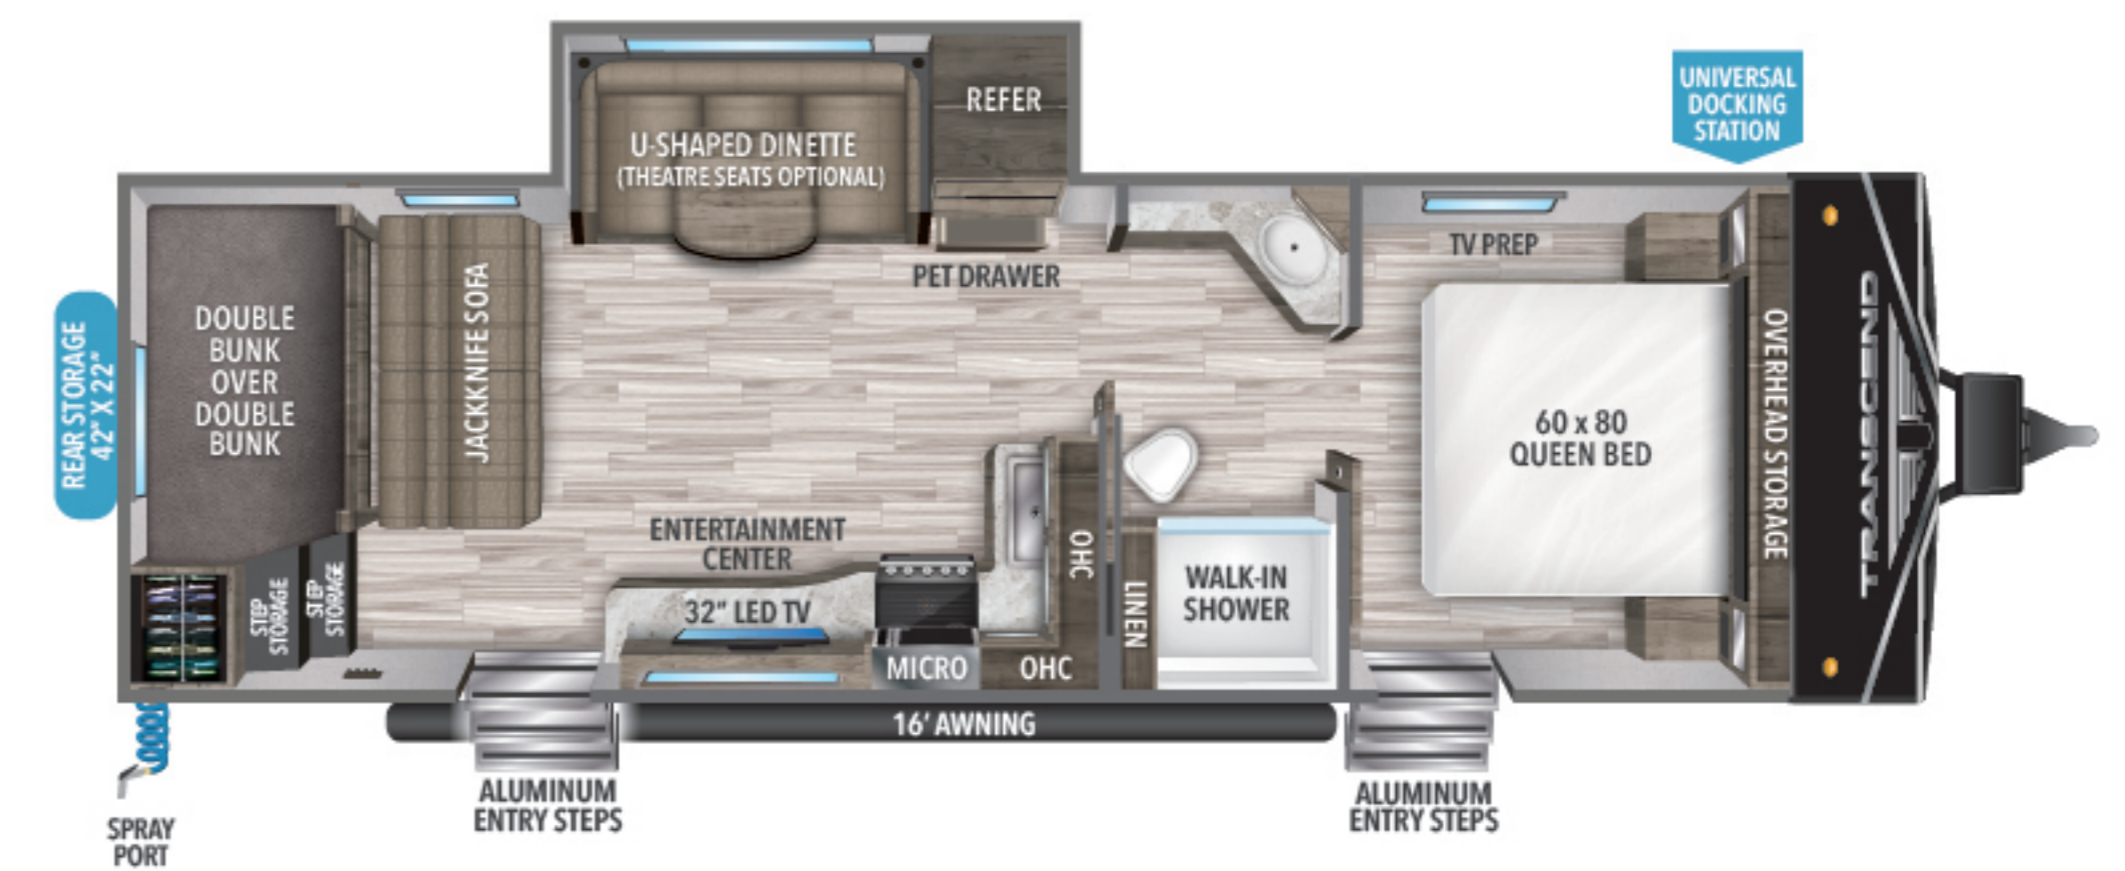 UNIVERSAL
DOCKING
STATION
REFER
U-SHAPED DINETTE
(THEATRE SEATS OPTIONAL)
PET DRAWER
TV PREP
REAR STORAGE
42" X 22"
DOUBLE
BUNK
OVER
DOUBLE
BUNK
JACKKNIFE SOFA
60 x 80
QUEEN BED
OVERHEAD STORAGE
TRANSCEND
ENTERTAINMENT
CENTER
32" LED TV
OHC
STEP
STORAGE
STEP
STORAGE
LINEN
WALK-IN
SHOWER
MICRO
OHC
16' AWNING
ALUMINUM
ENTRY STEPS
ALUMINUM
ENTRY STEPS
SPRAY
PORT